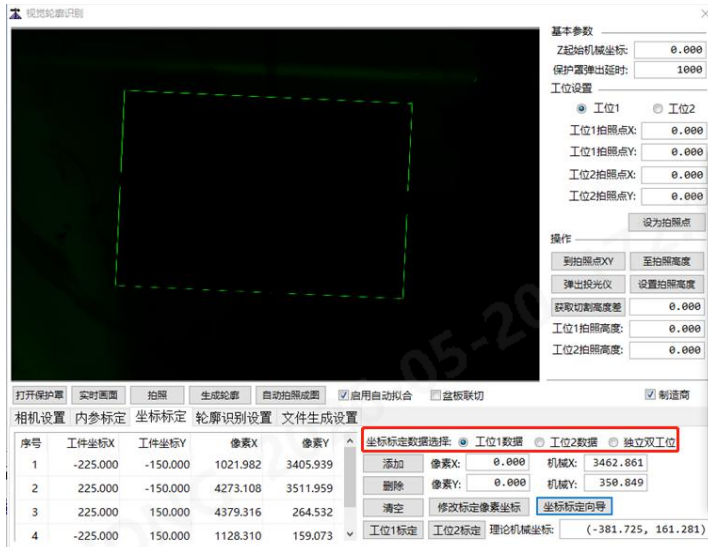 视觉轮廓识别
基本参数
Z起始机械坐标: 0.000
保护罩弹出延时: 1000
工位设置
工位1 工位2
工位1拍照点X: 0.000
工位1拍照点Y: 0.000
工位2拍照点X: 0.000
工位2拍照点Y: 0.000
设为拍照点
操作
到拍照点XY 至拍照高度
弹出投光仪 设置拍照高度
获取切割高度差 0.000
工位1拍照高度: 0.000
工位2拍照高度: 0.000
打开保护罩 实时画面 拍照 生成轮廓 自动拍照成图 启用自动拟合 盆板联切 制造商
相机设置 内参标定 坐标标定 轮廓识别设置 文件生成设置
序号 工件坐标X 工件坐标Y 像素X 像素Y
1 -225.000 -150.000 1021.982 3405.939
2 225.000 -150.000 4273.108 3511.959
3 225.000 150.000 4379.316 264.532
4 -225.000 150.000 1128.310 159.073
坐标标定数据选择: 工位1数据 工位2数据 独立双工位
添加 像素X: 0.000 机械X: 3462.861
删除 像素Y: 0.000 机械Y: 350.849
清空 修改标定像素坐标 坐标标定向导
工位1标定 工位2标定 理论机械坐标: (-381.725, 161.281)